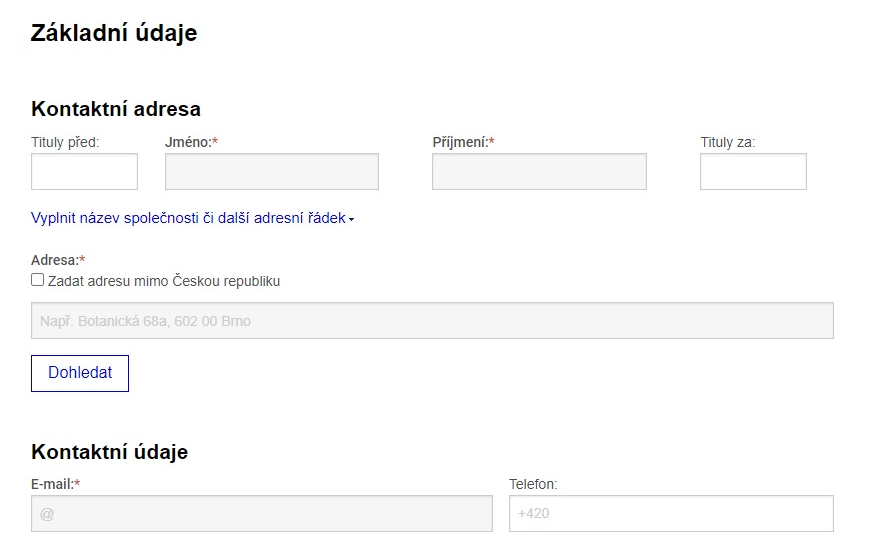 Základní údaje
Kontaktní adresa
Tituly před: Jméno:* Příjmení:* Tituly za:
Vyplnit název společnosti či další adresní řádek
Adresa:*
Zadat adresu mimo Českou republiku
Např. Botanická 68a, 602 00 Brno
Dohledat
Kontaktní údaje
E-mail:* Telefon:
@ +420